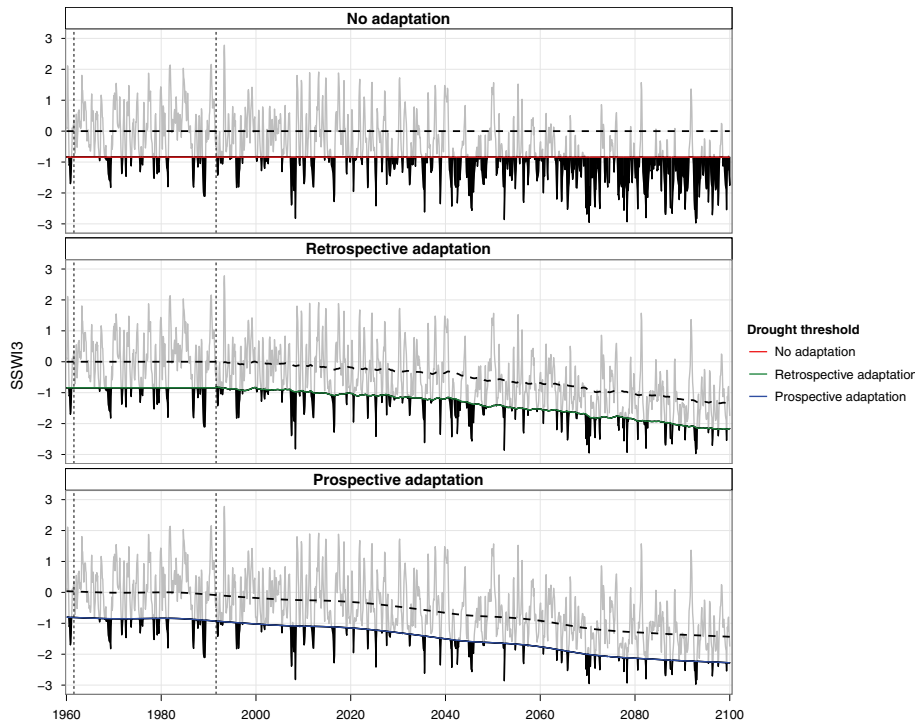 No adaptation
3
2
1
0
−1
−2
−3
Retrospective adaptation
3
2
1
0
−1
−2
−3
SSWI3
Prospective adaptation
3
2
1
0
−1
−2
−3
1960 1980 2000 2020 2040 2060 2080 2100
Drought threshold
No adaptation
Retrospective adaptation
Prospective adaptation